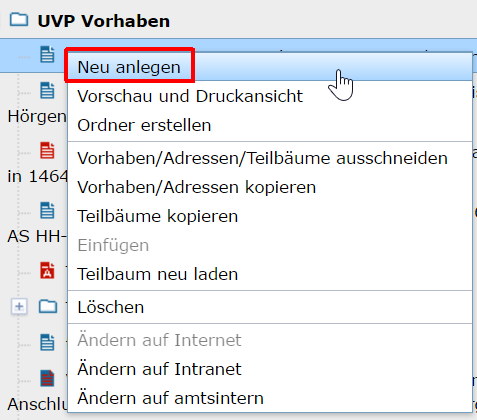 UVP Vorhaben
Neu anlegen
Vorschau und Druckansicht
Hörgen
Ordner erstellen
Vorhaben/Adressen/Teilbäume ausschneiden
in 1464
Vorhaben/Adressen kopieren
Teilbäume kopieren
AS HH-
Einfügen
Teilbaum neu laden
Löschen
Ändern auf Internet
Ändern auf Intranet
Ändern auf amtsintern
Anschlu